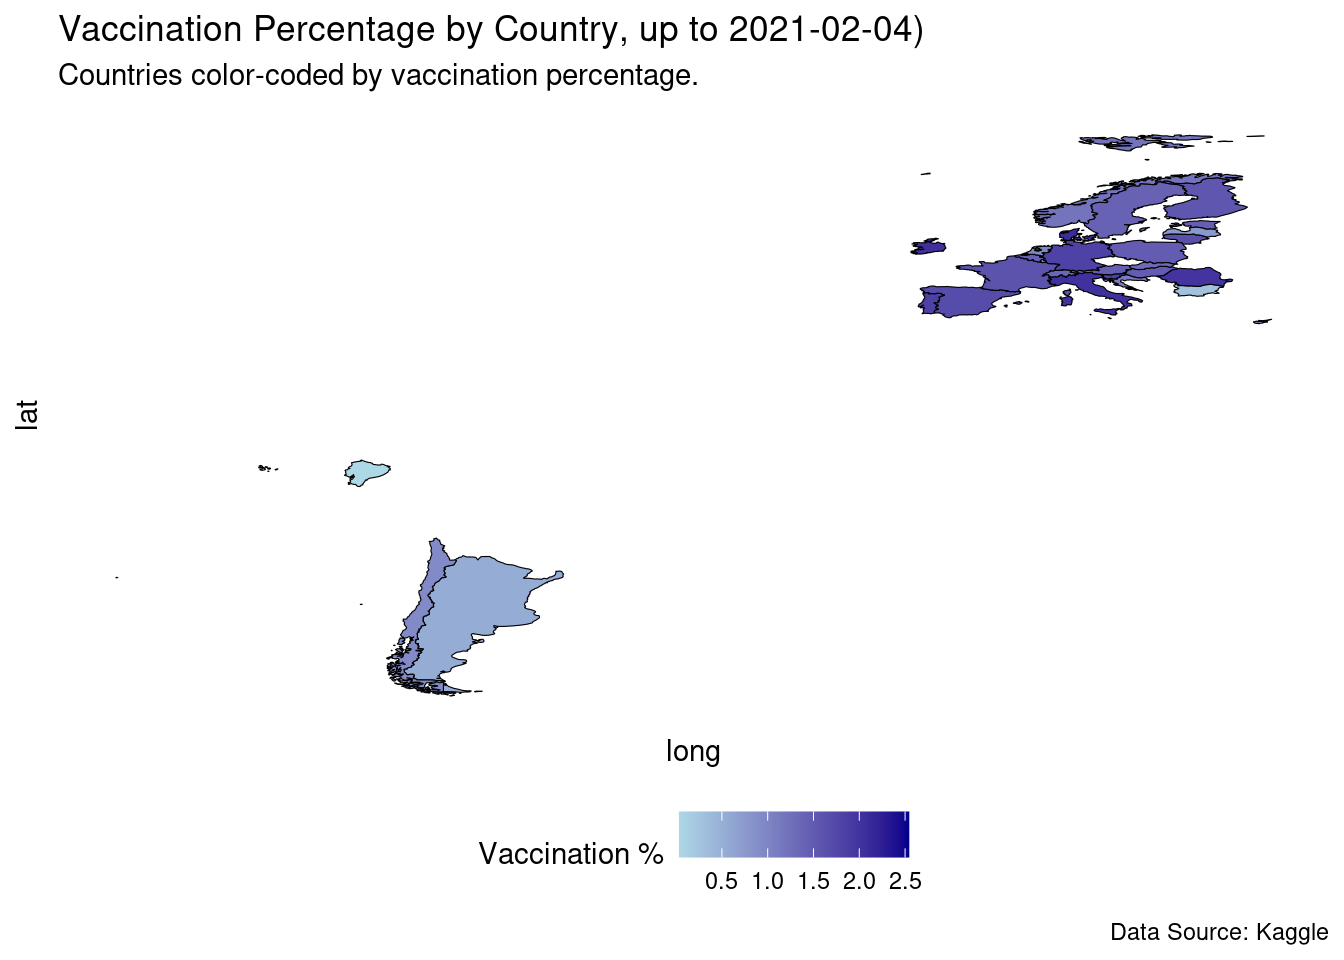 Vaccination Percentage by Country, up to 2021-02-04)
Countries color-coded by vaccination percentage.
lat
long
Vaccination %
0.5 1.0 1.5 2.0 2.5
Data Source: Kaggle